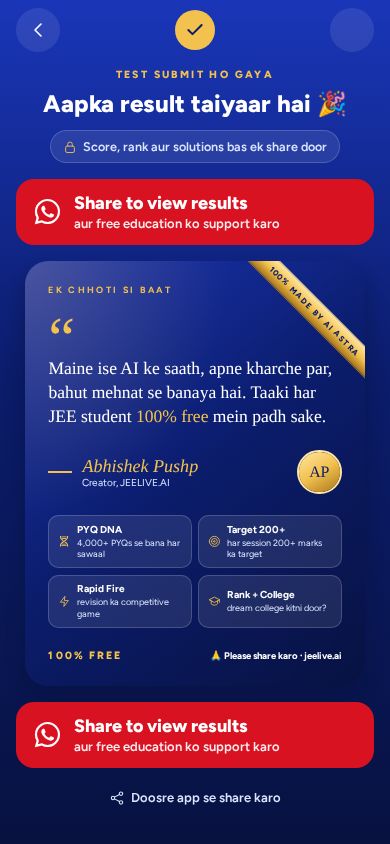 TEST SUBMIT HO GAYA
Aapka result taiyaar hai 🎉
Score, rank aur solutions bas ek share door
Share to view results
aur free education ko support karo
100% MADE BY AI ASTRA
EK CHHOTI SI BAAT
“
Maine ise AI ke saath, apne kharche par,
bahut mehnat se banaya hai. Taaki har
JEE student 100% free mein padh sake.
Abhishek Pushp
Creator, JEELIVE.AI
AP
PYQ DNA
4,000+ PYQs se bana har
sawaal
Target 200+
har session 200+ marks
ka target
Rapid Fire
revision ka competitive
game
Rank + College
dream college kitni door?
100% FREE
🙏 Please share karo · jeelive.ai
Share to view results
aur free education ko support karo
Doosre app se share karo